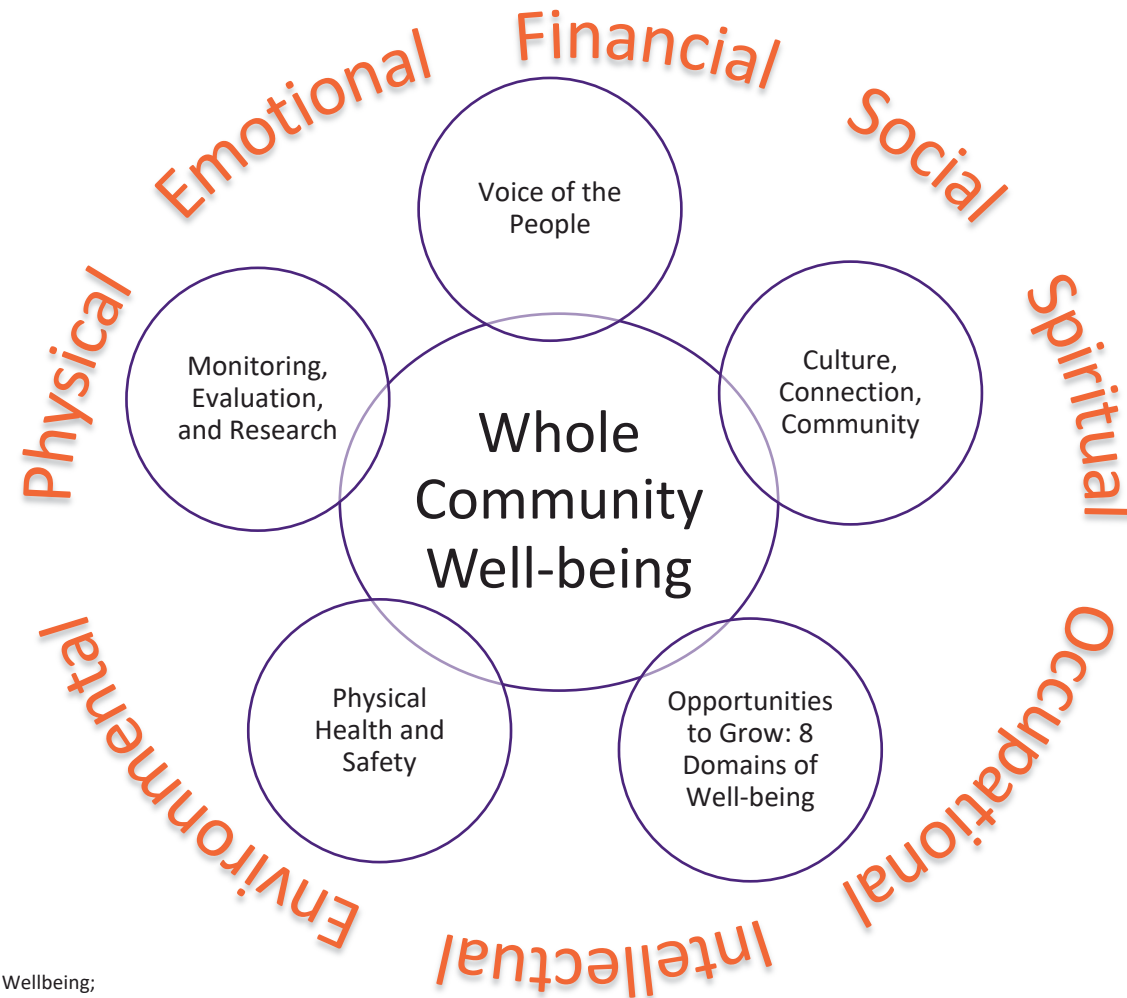 Emotional
Financial
Social
Spiritual
Occupational
Intellectual
Environmental
Physical
Voice of the
People
Culture,
Connection,
Community
Opportunities
to Grow: 8
Domains of
Well-being
Physical
Health and
Safety
Monitoring,
Evaluation,
and Research
Whole
Community
Well-being
Wellbeing;